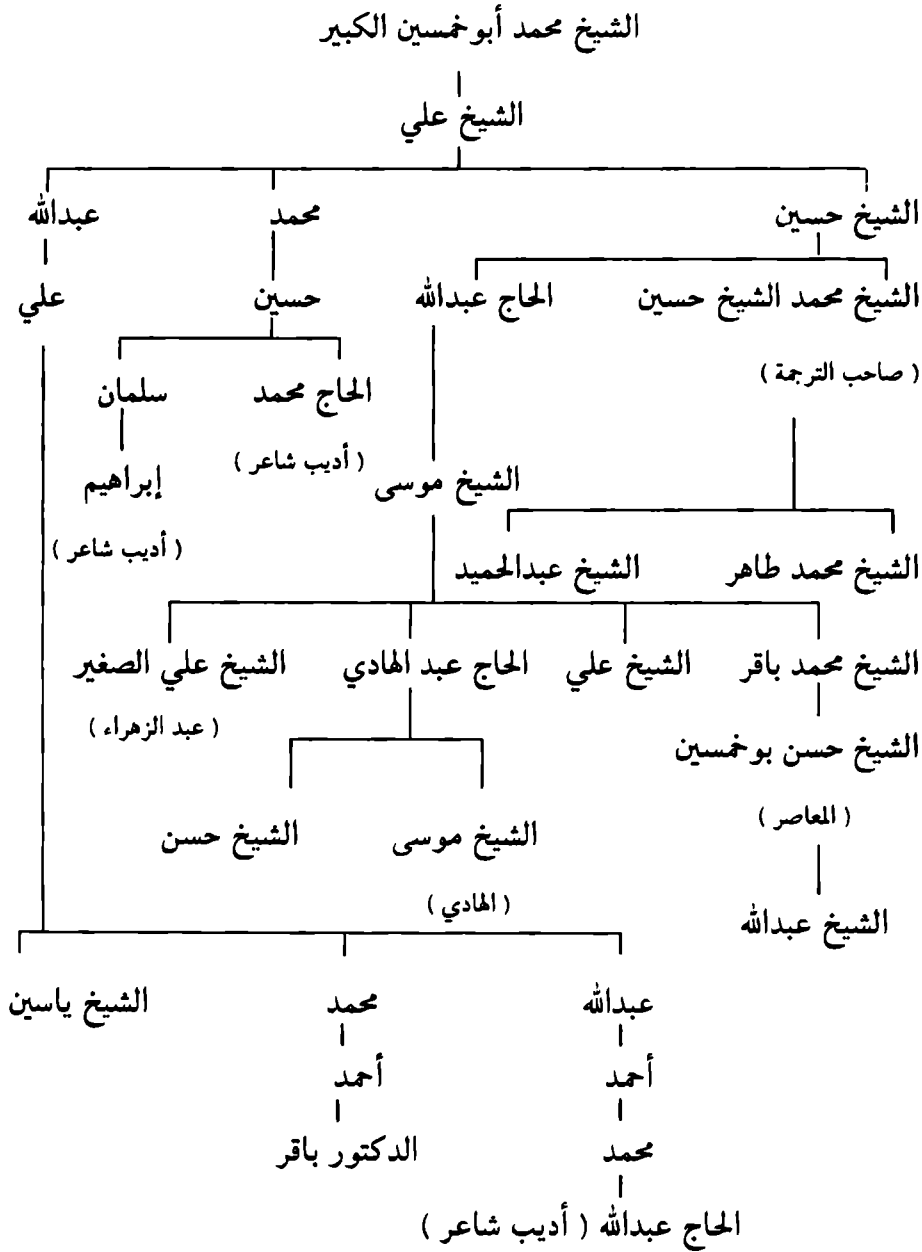 الشيخ محمد أبو خمسين الكبير
الشيخ علي
الشيخ حسين محمد عبدالله
الشيخ محمد الشيخ حسين الحاج عبدالله حسين علي
( صاحب الترجمة )
الحاج محمد سلمان
( أديب شاعر )
الشيخ موسى إبراهيم
( أديب شاعر )
الشيخ محمد طاهر الشيخ عبدالحميد
الشيخ محمد باقر الشيخ علي الحاج عبد الهادي الشيخ علي الصغير
( عبد الزهراء )
الشيخ حسن بوخمسين
( المعاصر )
الشيخ موسى الشيخ حسن
( الهادي )
الشيخ عبدالله
عبدالله محمد الشيخ ياسين
أحمد أحمد
محمد الدكتور باقر
الحاج عبدالله ( أديب شاعر )